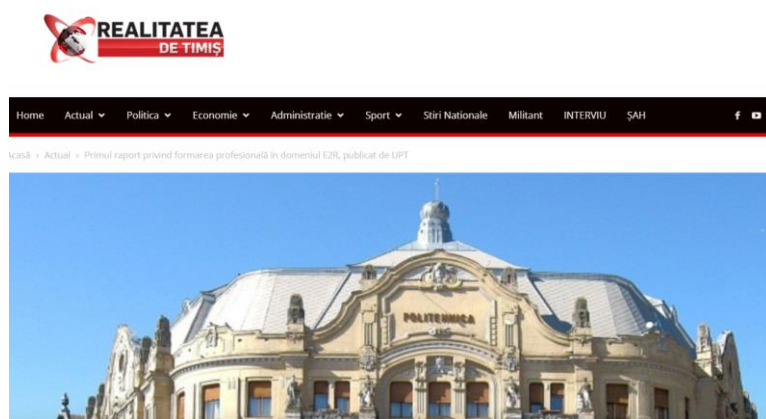 REALITATEA
DE TIMIȘ
Home Actual Politica Economie Administratie Sport Stiri Nationale Militant INTERVIU ȘAH
Acasă › Actual › Primul raport privind formarea profesională în domeniul E2R, publicat de UPT
POLITEHNICA